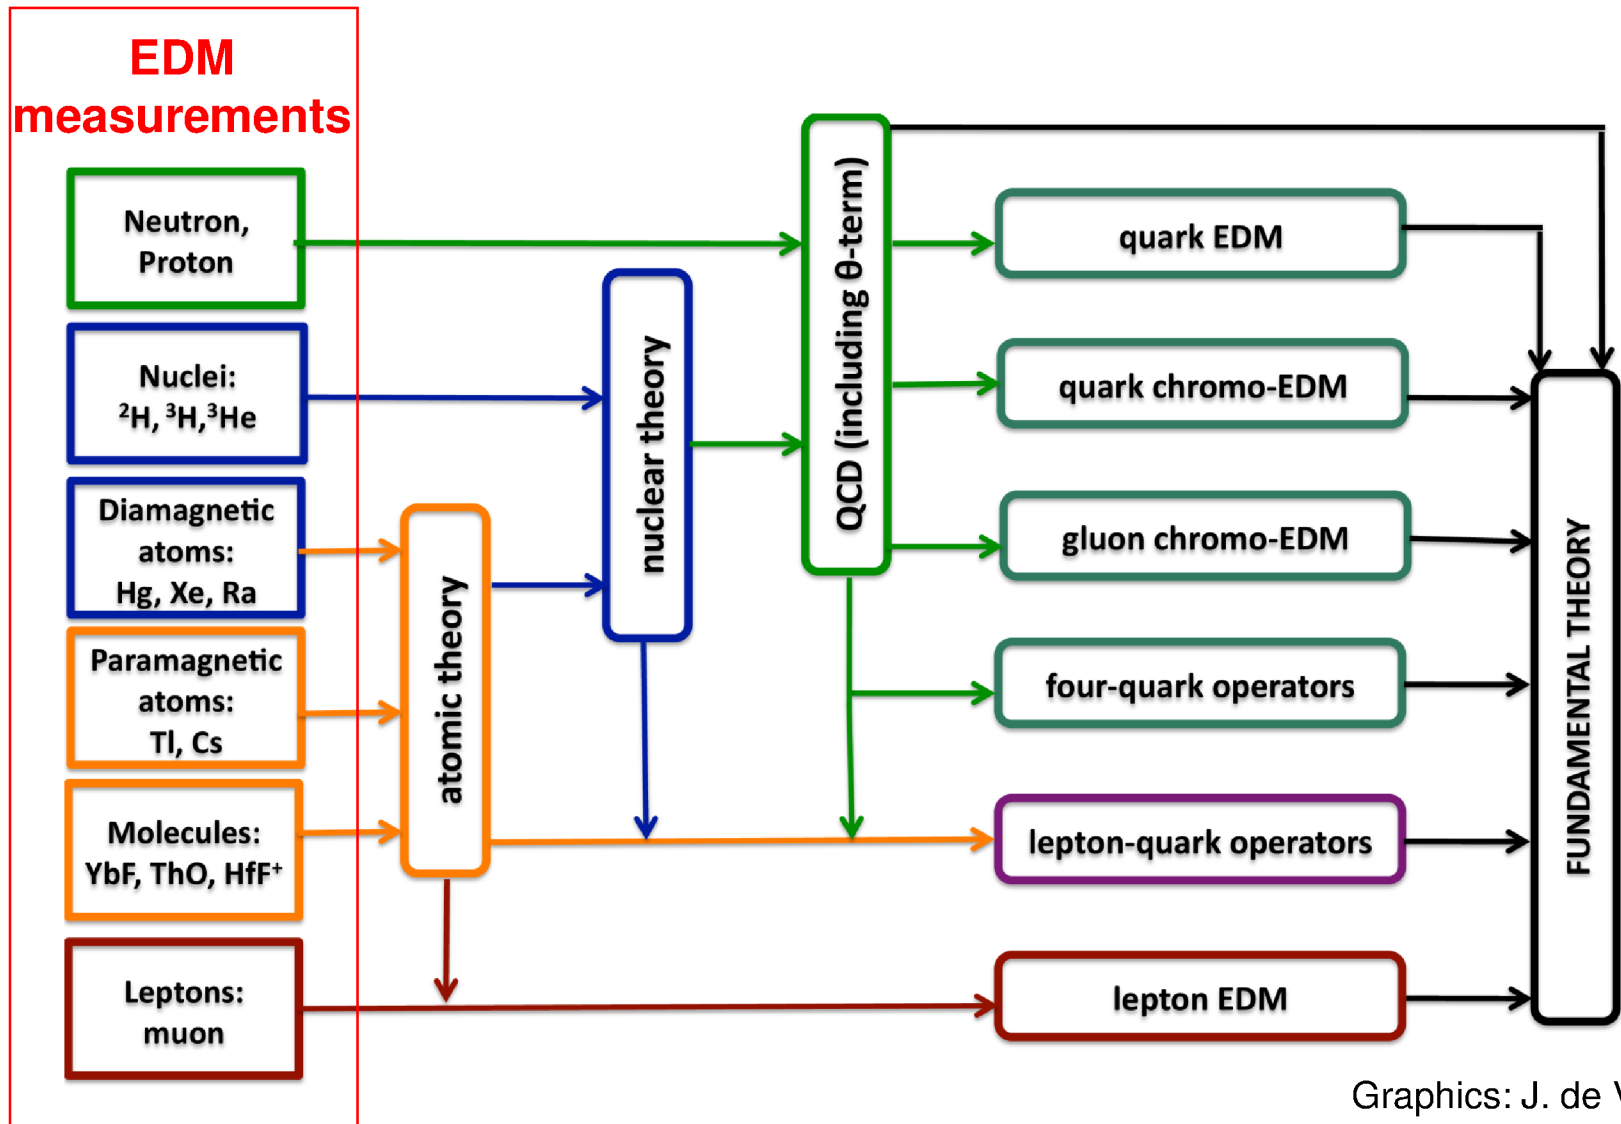 EDM
measurements
Neutron,
Proton
Nuclei:
²H, ³H,³He
Diamagnetic
atoms:
Hg, Xe, Ra
Paramagnetic
atoms:
Tl, Cs
Molecules:
YbF, ThO, HfF⁺
Leptons:
muon
atomic theory
nuclear theory
QCD (including θ-term)
quark EDM
quark chromo-EDM
gluon chromo-EDM
four-quark operators
lepton-quark operators
lepton EDM
FUNDAMENTAL THEORY
Graphics: J. de